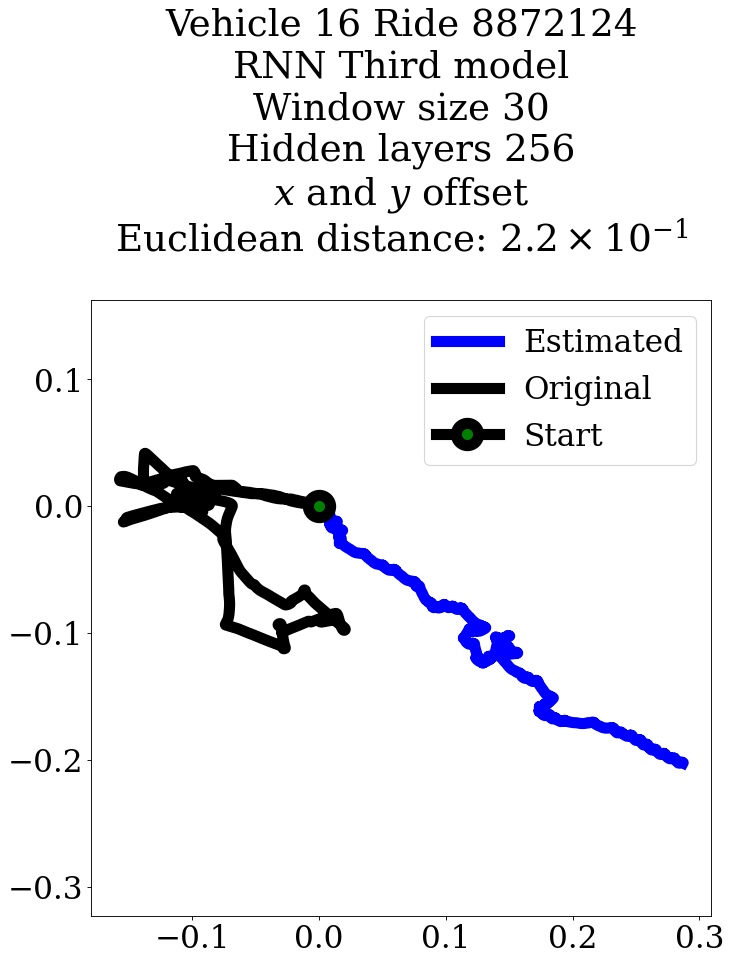 Vehicle 16 Ride 8872124
RNN Third model
Window size 30
Hidden layers 256
x and y offset
Euclidean distance: 2.2 × 10⁻¹
Estimated
Original
Start
0.1
0.0
−0.1
−0.2
−0.3
−0.1 0.0 0.1 0.2 0.3